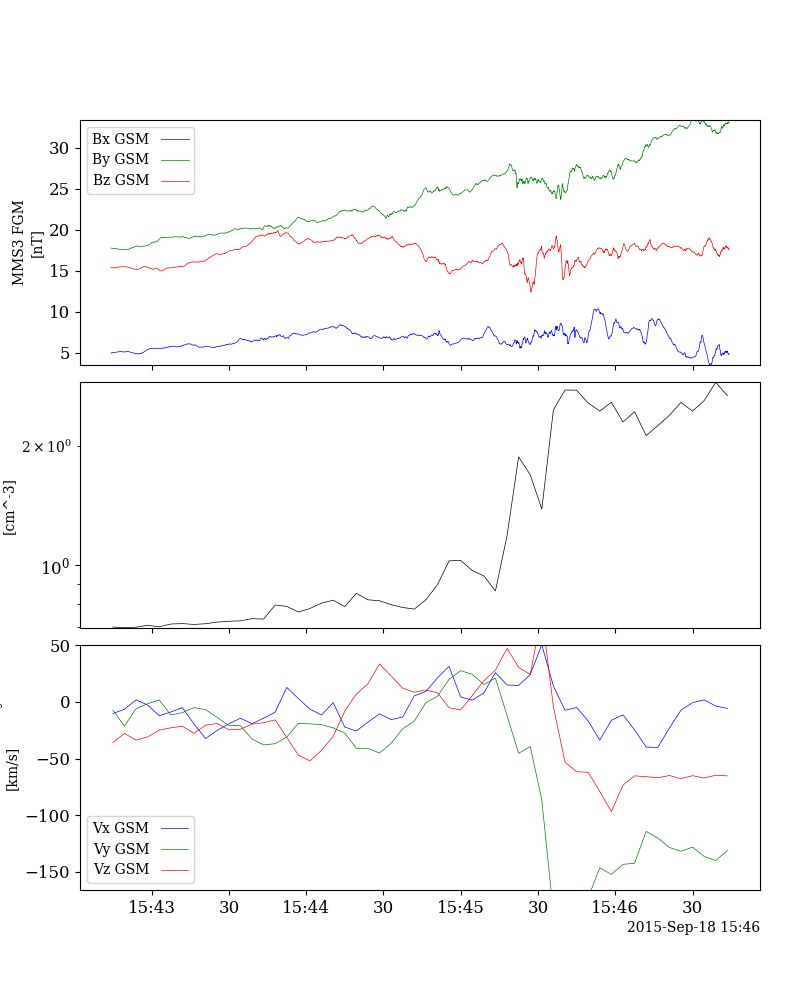 30
25
20
15
10
5
MMS3 FGM
[nT]
Bx GSM
By GSM
Bz GSM
2 × 10⁰
10⁰
[cm^-3]
50
0
−50
−100
−150
[km/s]
Vx GSM
Vy GSM
Vz GSM
15:43 30 15:44 30 15:45 30 15:46 30
2015-Sep-18 15:46